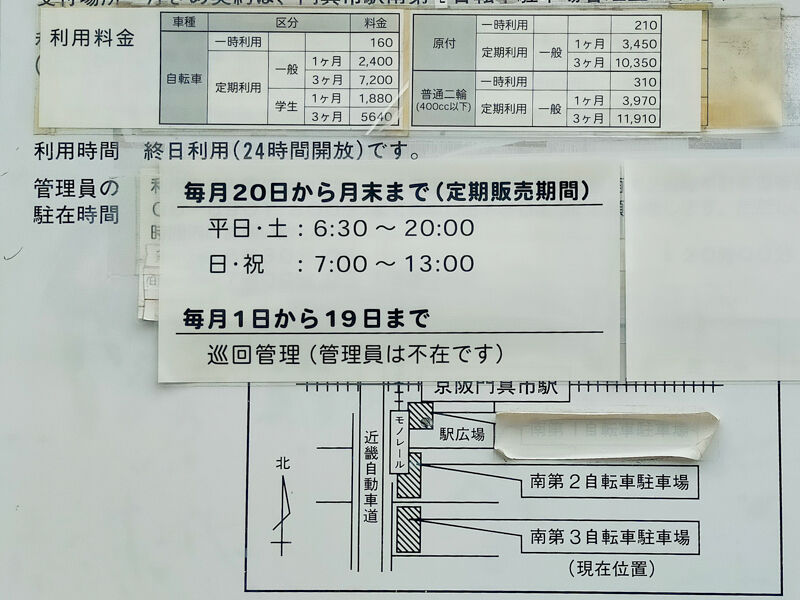 利用料金
車種 区分 料金
自転車 一時利用 160
定期利用 一般 1ヶ月 2,400
3ヶ月 7,200
学生 1ヶ月 1,880
3ヶ月 5640
原付 一時利用 210
定期利用 一般 1ヶ月 3,450
3ヶ月 10,350
普通二輪 (400cc以下) 一時利用 310
定期利用 一般 1ヶ月 3,970
3ヶ月 11,910
利用時間 終日利用(24時間開放)です。
管理員の
駐在時間
毎月20日から月末まで(定期販売期間)
平日・土 : 6:30 ～ 20:00
日・祝 : 7:00 ～ 13:00
毎月1日から19日まで
巡回管理 (管理員は不在です)
京阪門真市駅
モノレール
駅広場
南第1自転車駐車場
近畿自動車道
北
南第2自転車駐車場
南第3自転車駐車場
(現在位置)